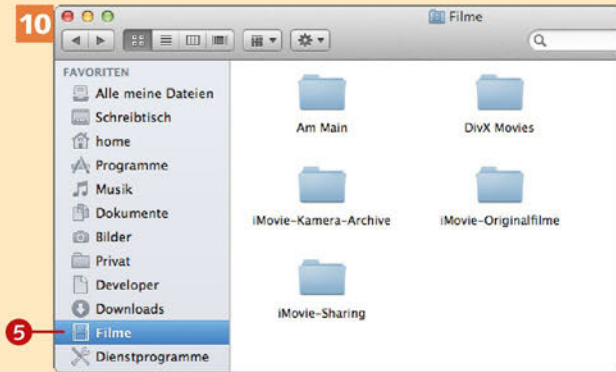 10
Filme
FAVORITEN
Alle meine Dateien
Schreibtisch
home
Programme
Musik
Dokumente
Bilder
Privat
Developer
Downloads
5
Filme
Dienstprogramme
Am Main
DivX Movies
iMovie-Kamera-Archive
iMovie-Originalfilme
iMovie-Sharing